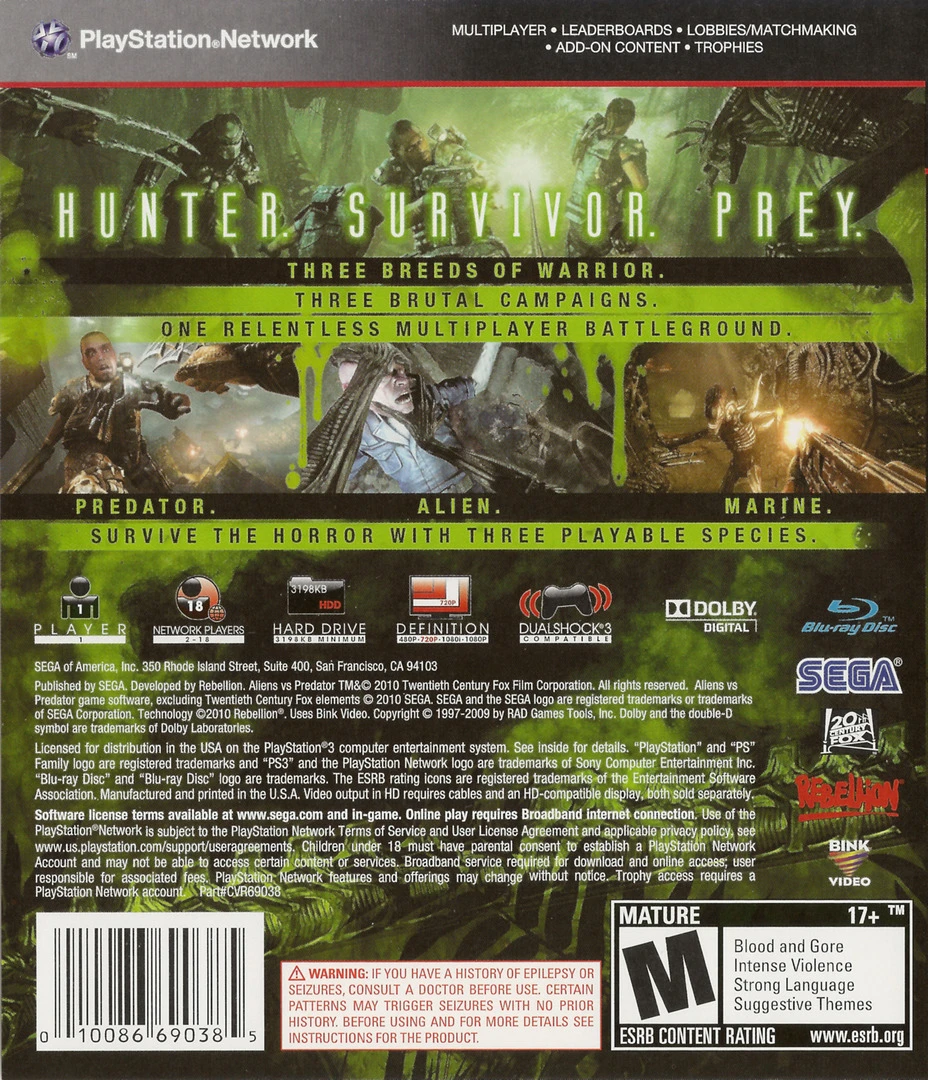 PlayStation®Network
MULTIPLAYER • LEADERBOARDS • LOBBIES/MATCHMAKING
• ADD-ON CONTENT • TROPHIES
HUNTER. SURVIVOR. PREY.
THREE BREEDS OF WARRIOR.
THREE BRUTAL CAMPAIGNS.
ONE RELENTLESS MULTIPLAYER BATTLEGROUND.
PREDATOR. ALIEN. MARINE.
SURVIVE THE HORROR WITH THREE PLAYABLE SPECIES.
1
PLAYER
1
18
NETWORK PLAYERS
2-18
3198KB
HDD
HARD DRIVE
3198KB MINIMUM
720P
DEFINITION
480P•720P•1080i•1080P
DUALSHOCK®3
COMPATIBLE
DOLBY
DIGITAL
Blu-ray Disc™
SEGA®
20TH
CENTURY
FOX
REBELLION™
BINK
VIDEO
SEGA of America, Inc. 350 Rhode Island Street, Suite 400, San Francisco, CA 94103
Published by SEGA. Developed by Rebellion. Aliens vs Predator TM&© 2010 Twentieth Century Fox Film Corporation. All rights reserved. Aliens vs
Predator game software, excluding Twentieth Century Fox elements © 2010 SEGA. SEGA and the SEGA logo are registered trademarks or trademarks
of SEGA Corporation. Technology ©2010 Rebellion®. Uses Bink Video. Copyright © 1997-2009 by RAD Games Tools, Inc. Dolby and the double-D
symbol are trademarks of Dolby Laboratories.
Licensed for distribution in the USA on the PlayStation®3 computer entertainment system. See inside for details. “PlayStation” and “PS”
Family logo are registered trademarks and “PS3” and the PlayStation Network logo are trademarks of Sony Computer Entertainment Inc.
“Blu-ray Disc” and “Blu-ray Disc” logo are trademarks. The ESRB rating icons are registered trademarks of the Entertainment Software
Association. Manufactured and printed in the U.S.A. Video output in HD requires cables and an HD-compatible display, both sold separately.
Software license terms available at www.sega.com and in-game. Online play requires Broadband internet connection. Use of the
PlayStation®Network is subject to the PlayStation Network Terms of Service and User License Agreement and applicable privacy policy, see
www.us.playstation.com/support/useragreements. Children under 18 must have parental consent to establish a PlayStation Network
Account and may not be able to access certain content or services. Broadband service required for download and online access; user
responsible for associated fees. PlayStation Network features and offerings may change without notice. Trophy access requires a
PlayStation Network account. Part#CVR69038
0 10086 69038 5
WARNING: IF YOU HAVE A HISTORY OF EPILEPSY OR
SEIZURES, CONSULT A DOCTOR BEFORE USE. CERTAIN
PATTERNS MAY TRIGGER SEIZURES WITH NO PRIOR
HISTORY. BEFORE USING AND FOR MORE DETAILS SEE
INSTRUCTIONS FOR THE PRODUCT.
MATURE 17+ ™
M
Blood and Gore
Intense Violence
Strong Language
Suggestive Themes
ESRB CONTENT RATING www.esrb.org